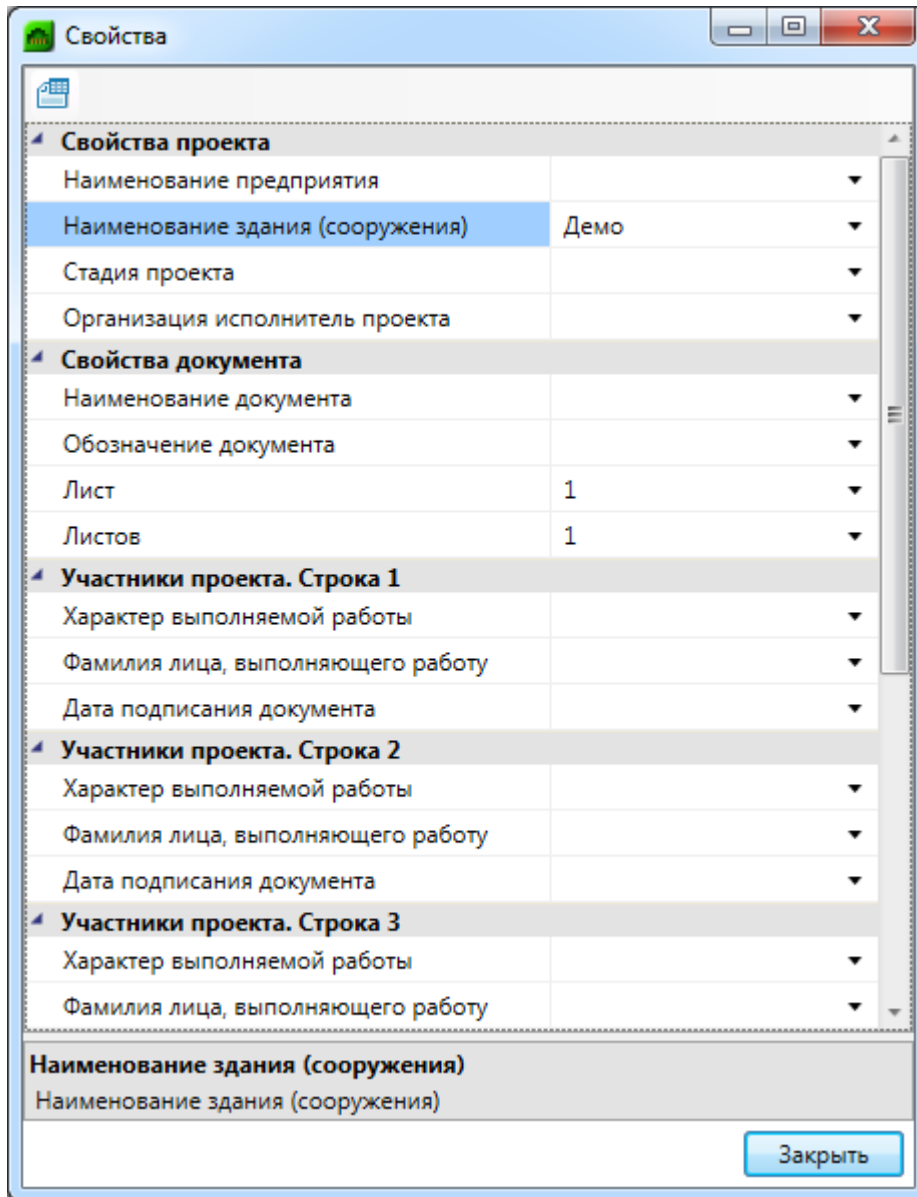 Свойства
Свойства проекта
Наименование предприятия
Наименование здания (сооружения) Демо
Стадия проекта
Организация исполнитель проекта
Свойства документа
Наименование документа
Обозначение документа
Лист 1
Листов 1
Участники проекта. Строка 1
Характер выполняемой работы
Фамилия лица, выполняющего работу
Дата подписания документа
Участники проекта. Строка 2
Характер выполняемой работы
Фамилия лица, выполняющего работу
Дата подписания документа
Участники проекта. Строка 3
Характер выполняемой работы
Фамилия лица, выполняющего работу
Наименование здания (сооружения)
Наименование здания (сооружения)
Закрыть